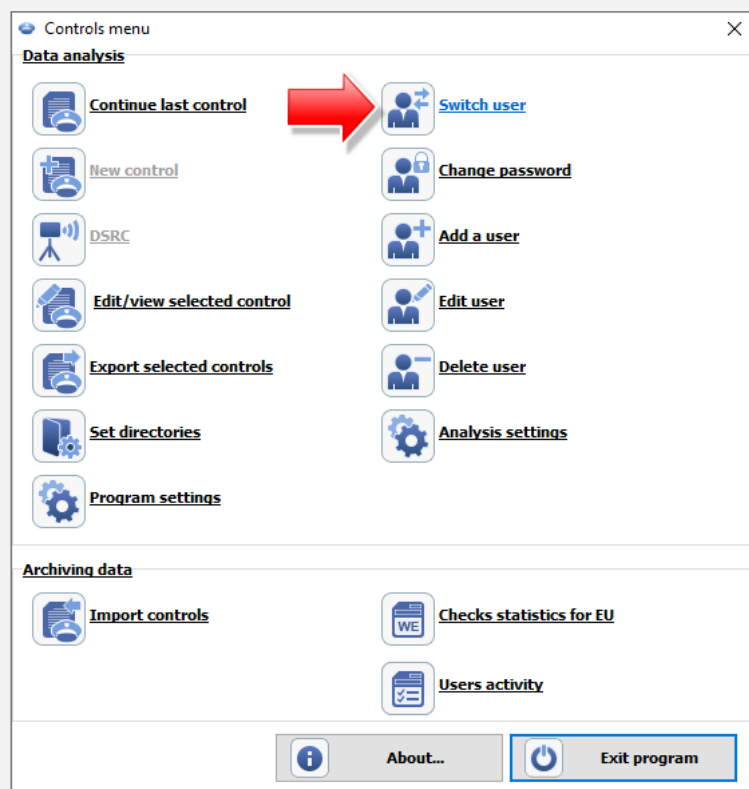 Controls menu
Data analysis
Continue last control
Switch user
New control
Change password
DSRC
Add a user
Edit/view selected control
Edit user
Export selected controls
Delete user
Set directories
Analysis settings
Program settings
Archiving data
Import controls
WE
Checks statistics for EU
Users activity
About...
Exit program